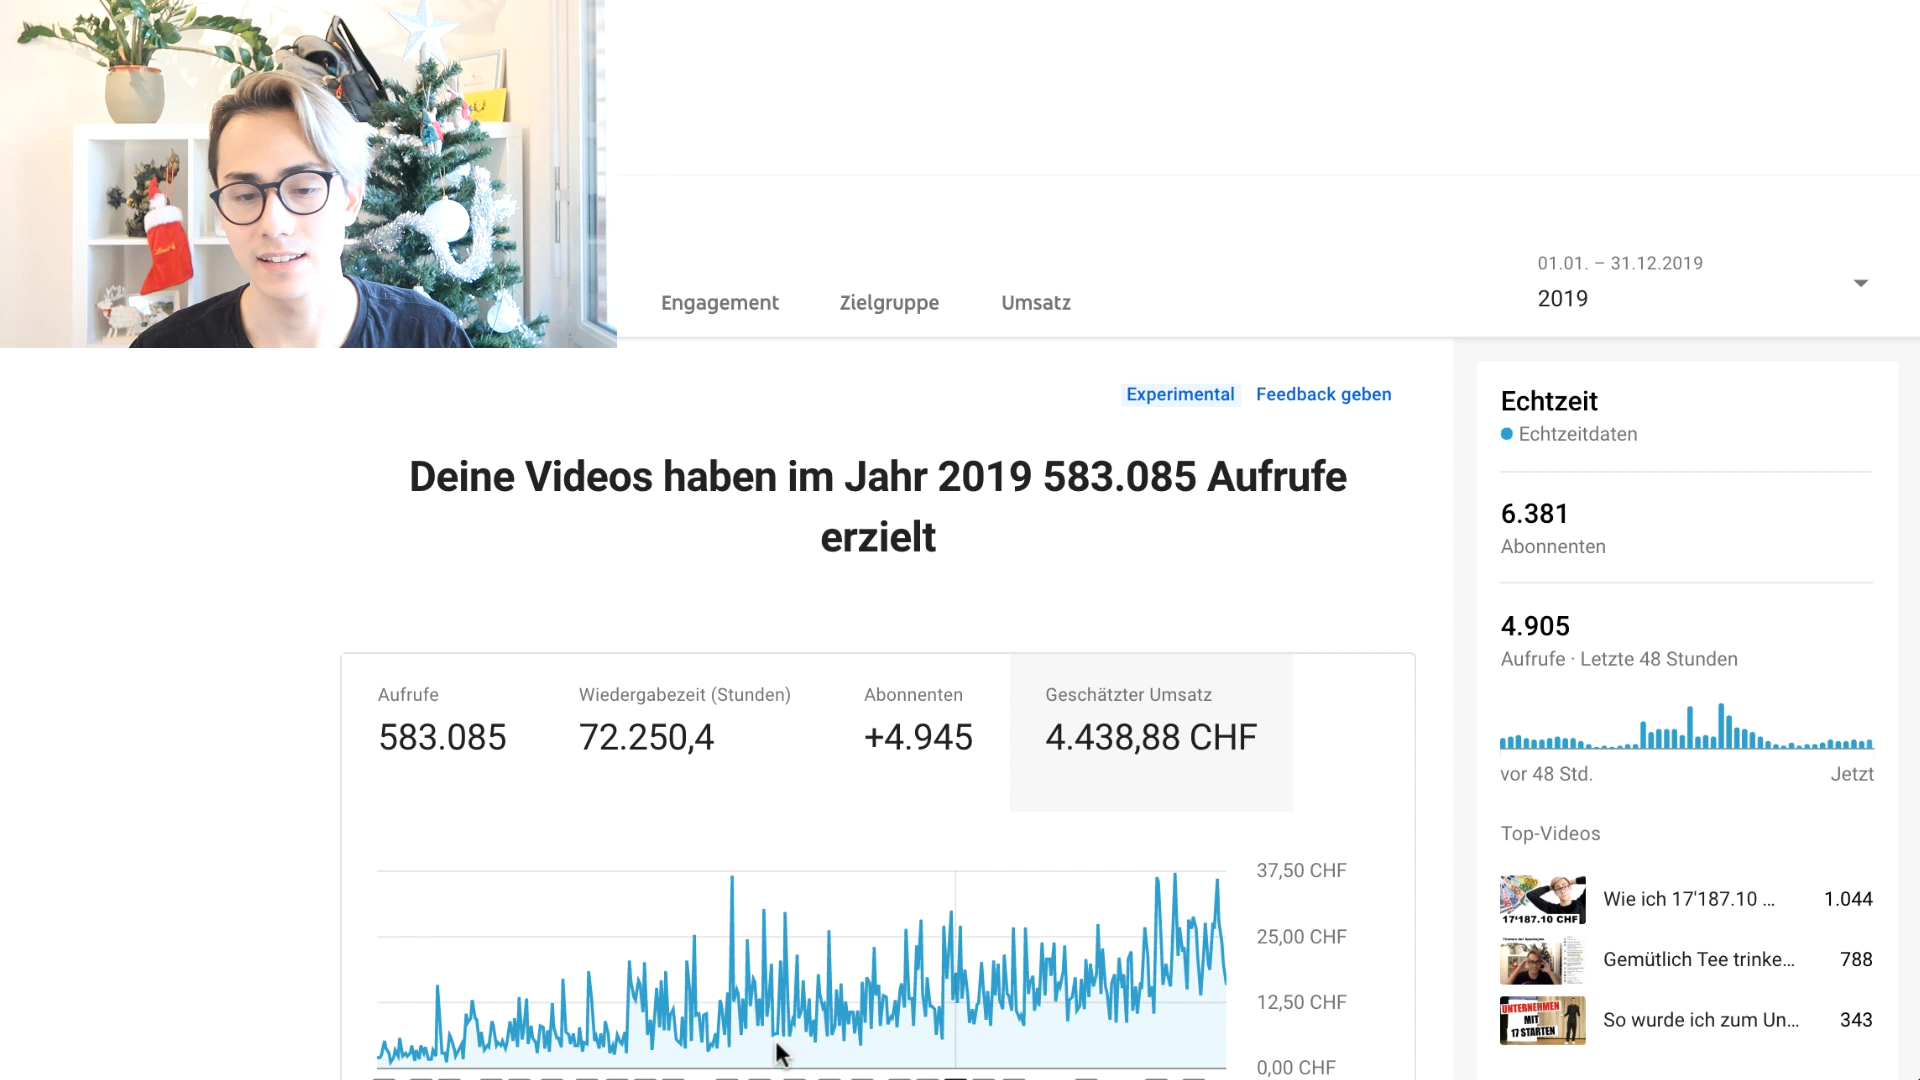 Engagement
Zielgruppe
Umsatz
01.01. – 31.12.2019
2019
Experimental
Feedback geben
Deine Videos haben im Jahr 2019 583.085 Aufrufe
erzielt
Aufrufe
583.085
Wiedergabezeit (Stunden)
72.250,4
Abonnenten
+4.945
Geschätzter Umsatz
4.438,88 CHF
37,50 CHF
25,00 CHF
12,50 CHF
0,00 CHF
Echtzeit
Echtzeitdaten
6.381
Abonnenten
4.905
Aufrufe · Letzte 48 Stunden
vor 48 Std.
Jetzt
Top-Videos
17'187.10 CHF
Wie ich 17'187.10 ...
1.044
Gemütlich Tee trinke...
788
UNTERNEHMEN
MIT
17 STARTEN
So wurde ich zum Un...
343